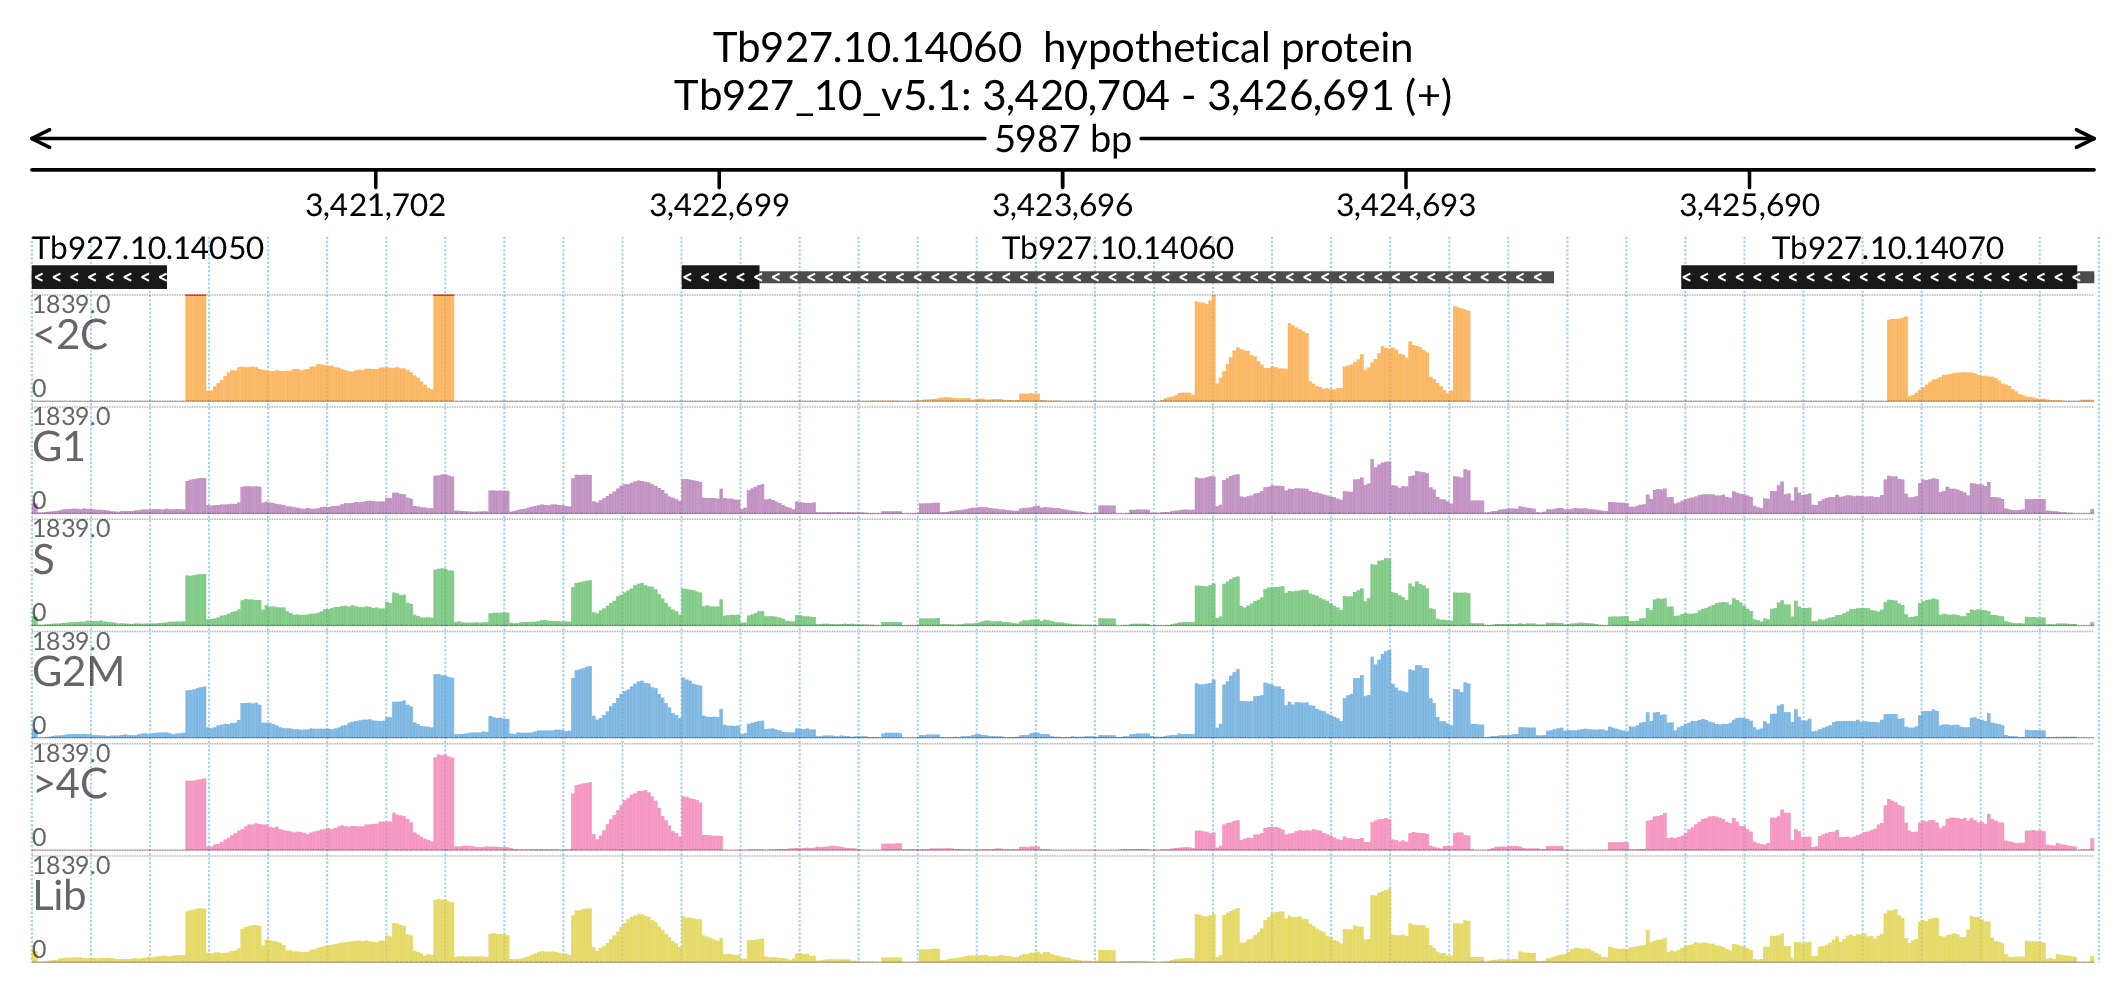 Tb927.10.14060  hypothetical protein
Tb927_10_v5.1: 3,420,704 - 3,426,691 (+)
5987 bp
3,421,702 3,422,699 3,423,696 3,424,693 3,425,690
Tb927.10.14050 Tb927.10.14060 Tb927.10.14070
1839.0
<2C
0
1839.0
G1
0
1839.0
S
0
1839.0
G2M
0
1839.0
>4C
0
1839.0
Lib
0